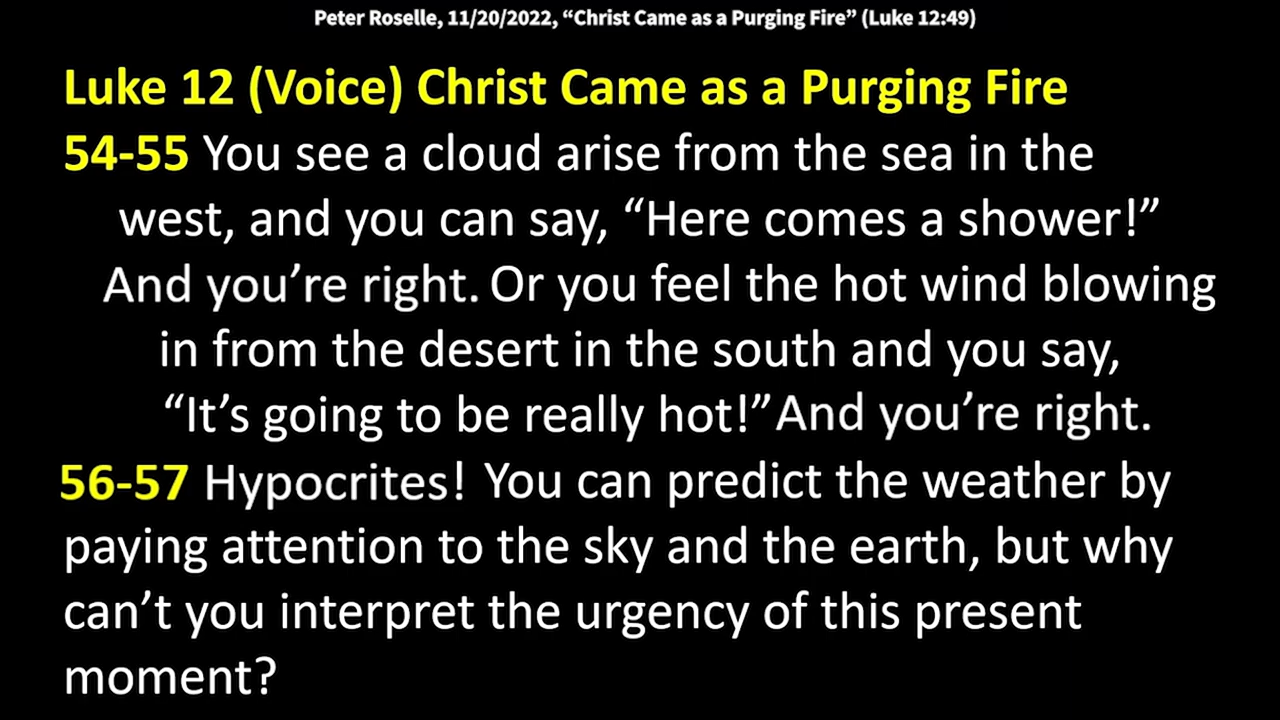 Peter Roselle, 11/20/2022, “Christ Came as a Purging Fire” (Luke 12:49)
Luke 12 (Voice) Christ Came as a Purging Fire
54-55 You see a cloud arise from the sea in the
west, and you can say, “Here comes a shower!”
And you’re right. Or you feel the hot wind blowing
in from the desert in the south and you say,
“It’s going to be really hot!” And you’re right.
56-57 Hypocrites! You can predict the weather by
paying attention to the sky and the earth, but why
can’t you interpret the urgency of this present
moment?